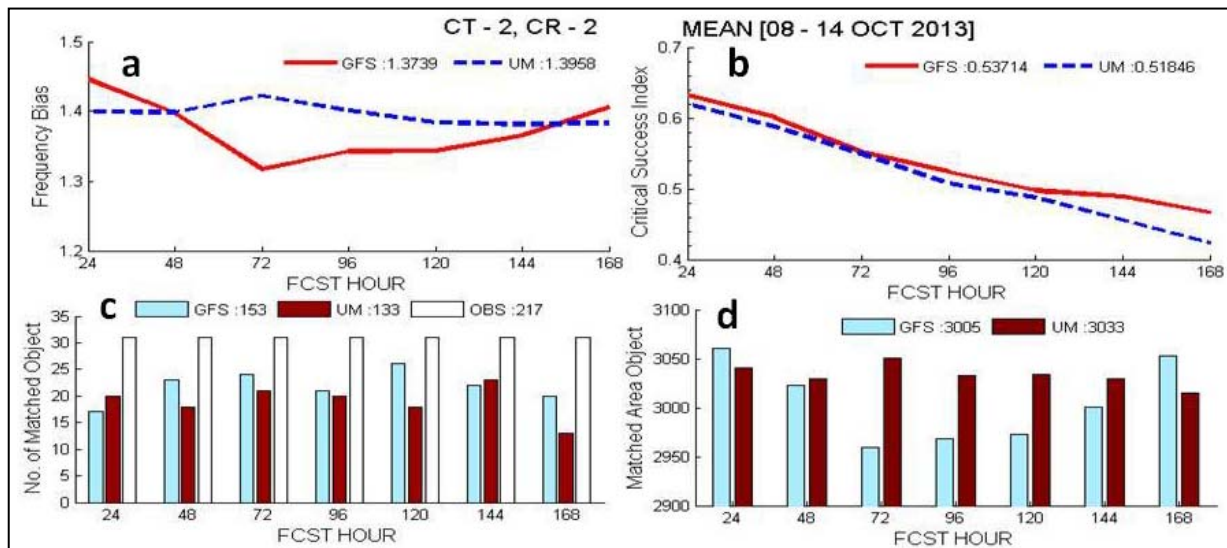 CT - 2, CR - 2
MEAN [08 - 14 OCT 2013]
a
GFS :1.3739
UM :1.3958
Frequency Bias
1.5
1.4
1.3
1.2
24 48 72 96 120 144 168
FCST HOUR
b
GFS :0.53714
UM :0.51846
Critical Success Index
0.8
0.6
0.5
0.4
24 48 72 96 120 144 168
FCST HOUR
c
GFS :153
UM :133
OBS :217
No. of Matched Object
35
30
25
20
15
10
5
0
24 48 72 96 120 144 168
FCST HOUR
d
GFS :3005
UM :3033
Matched Area Object
3100
3050
3000
2950
2900
24 48 72 96 120 144 168
FCST HOUR